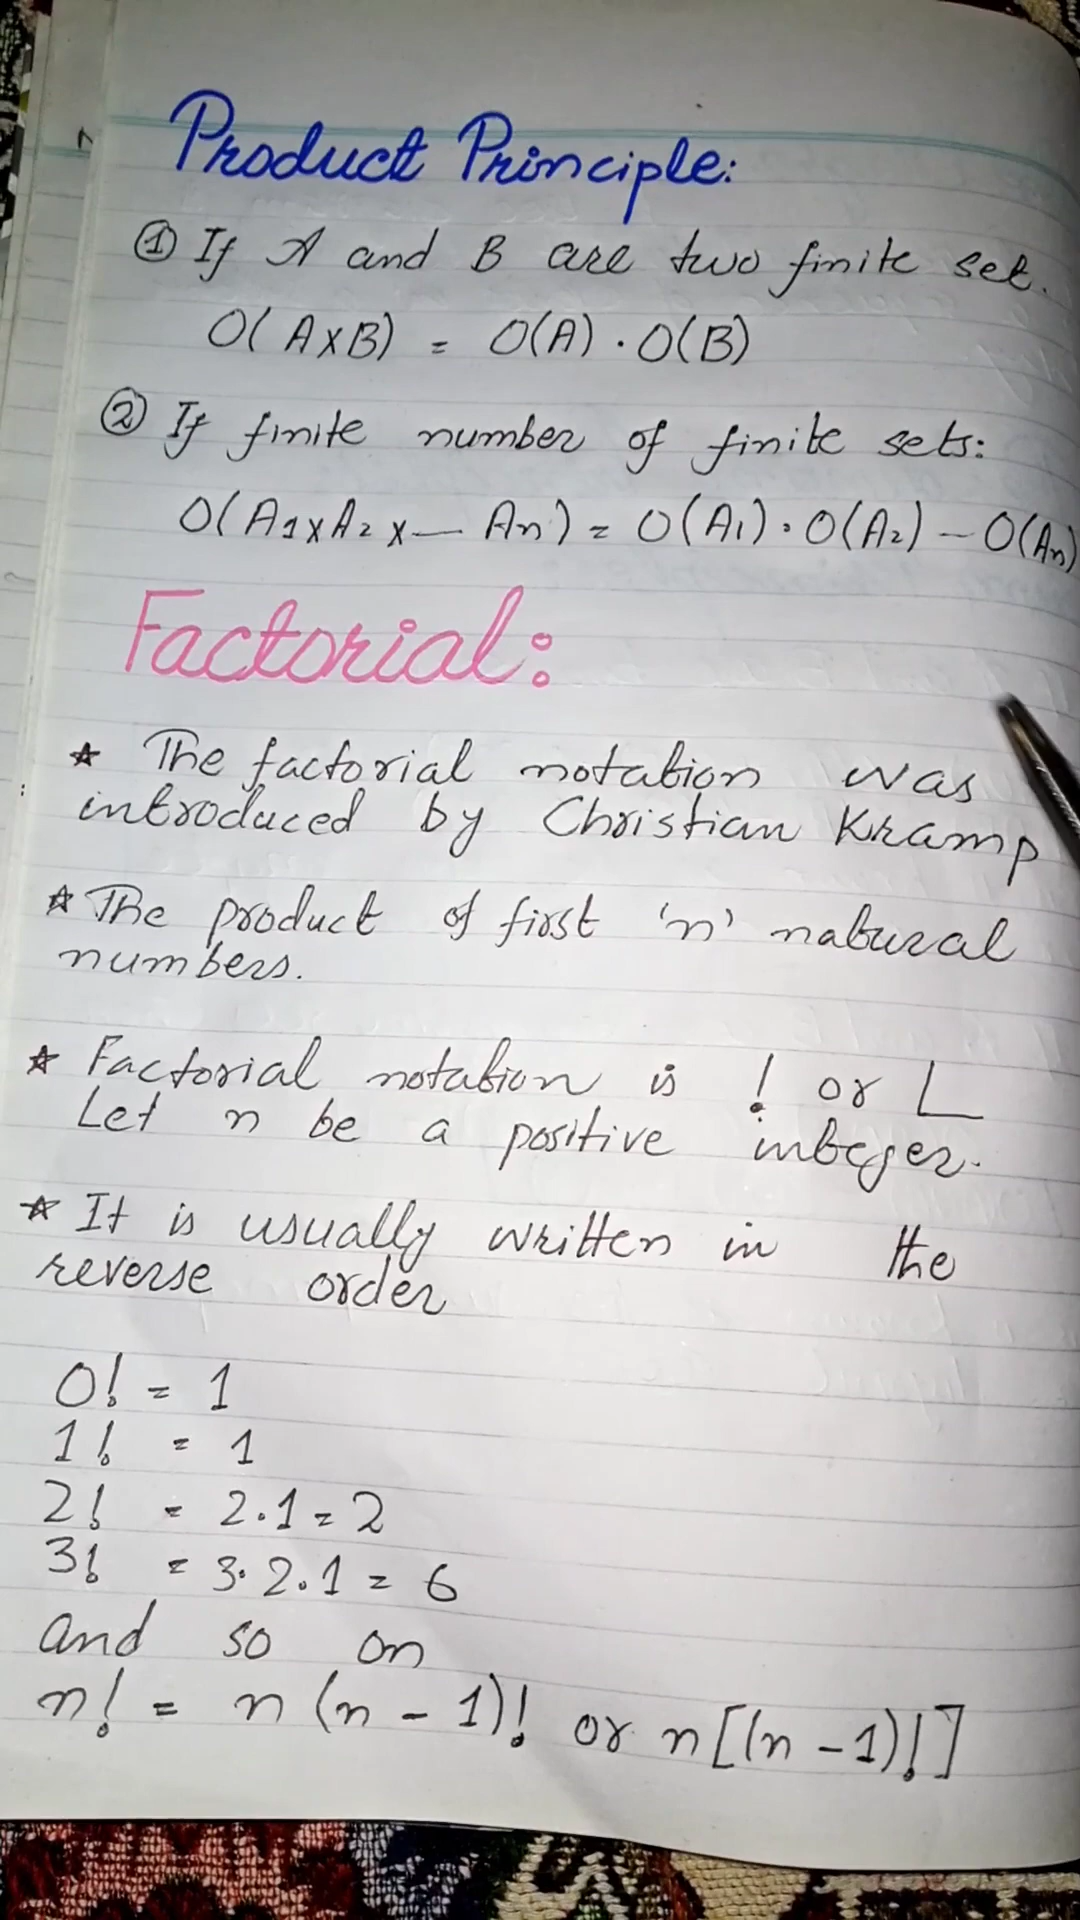 Product Principle:
① If A and B are two finite set.
O(A×B) = O(A) . O(B)
② If finite number of finite sets:
O(A1×A2×— An) = O(A1) . O(A2) — O(An)
Factorial:
* The factorial notation was
introduced by Christian Kramp
* The product of first 'n' natural
numbers.
* Factorial notation is ! or L
Let n be a positive integer.
* It is usually written in the
reverse order
0! = 1
1! = 1
2! = 2.1 = 2
3! = 3.2.1 = 6
and so on
n! = n (n - 1)! or n[(n - 1)!]